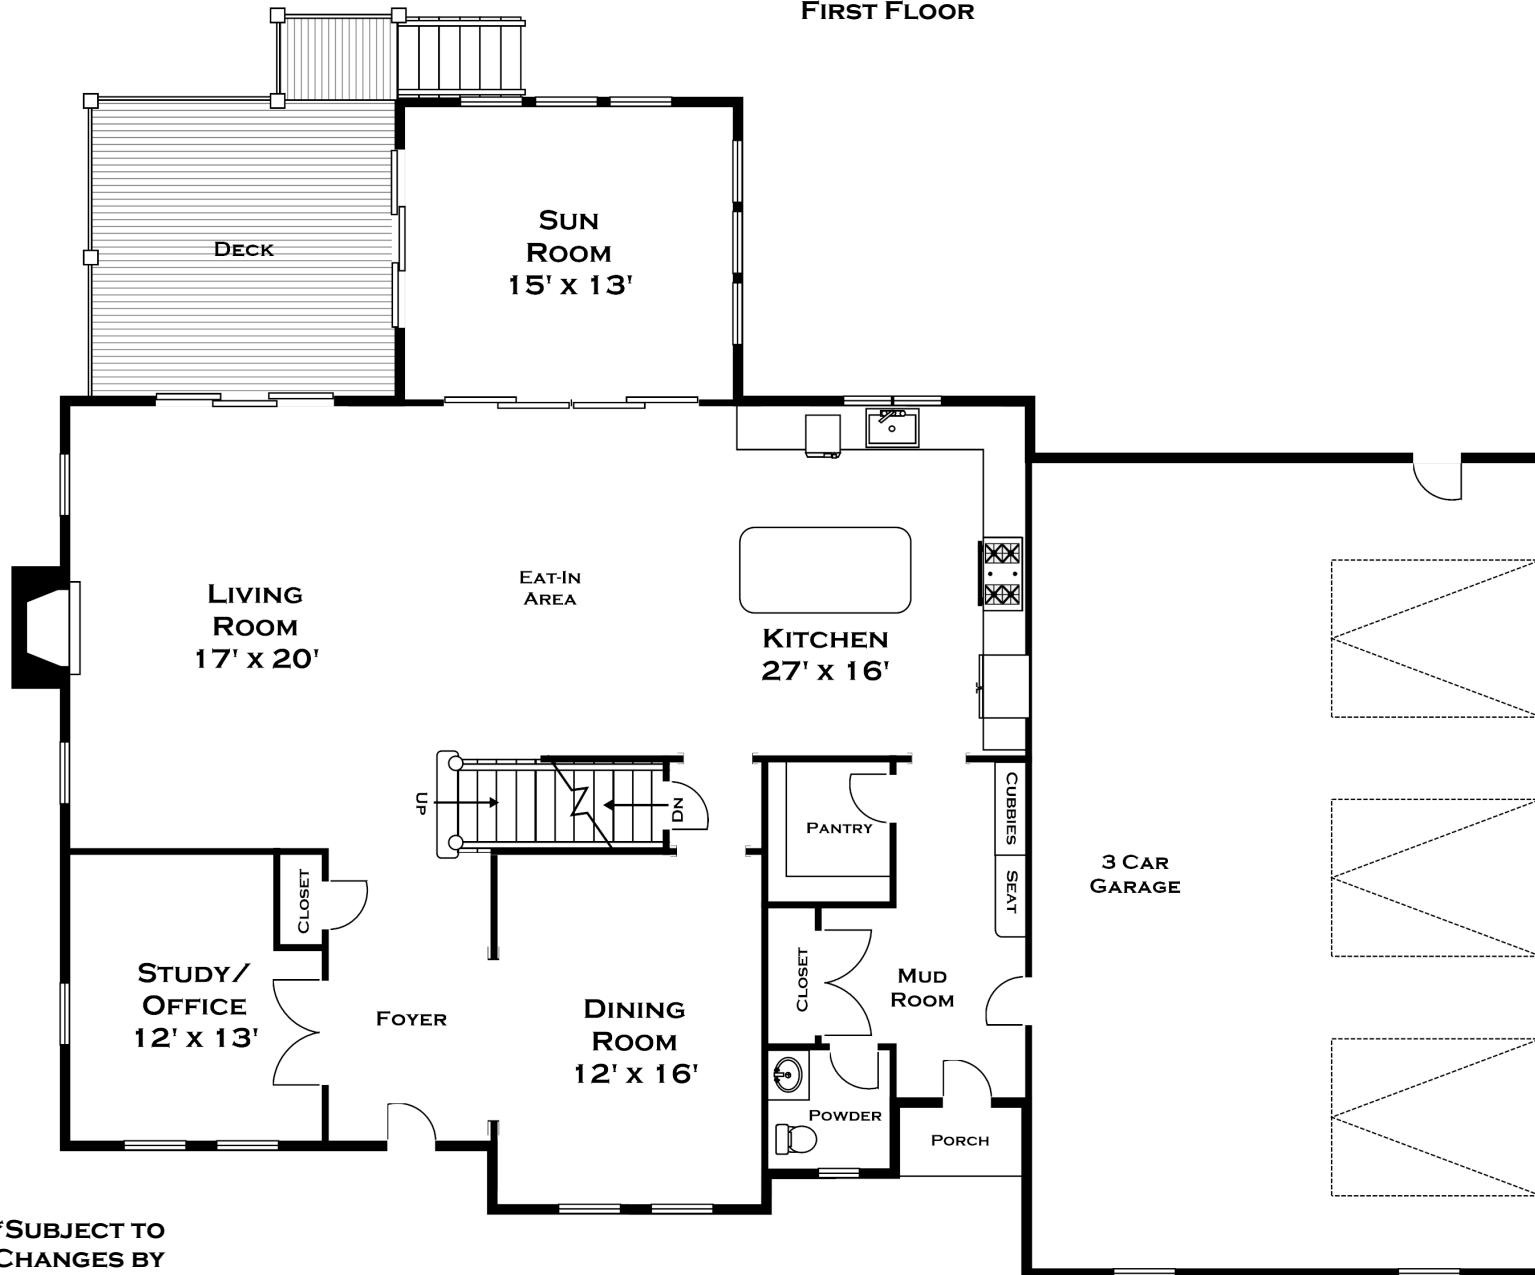 First Floor
Deck
Sun
Room
15' x 13'
Living
Room
17' x 20'
Eat-In
Area
Kitchen
27' x 16'
UP
DN
Pantry
Cubbies
Seat
3 Car
Garage
Closet
Study/
Office
12' x 13'
Foyer
Dining
Room
12' x 16'
Closet
Mud
Room
Powder
Porch
*Subject to
Changes by